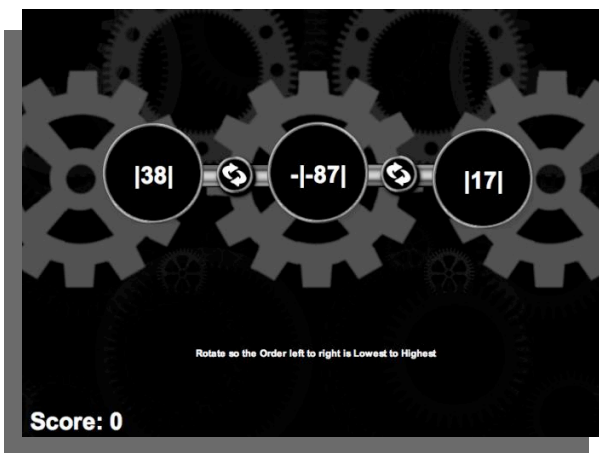 |38| -|-87| |17|
Rotate so the Order left to right is Lowest to Highest
Score: 0